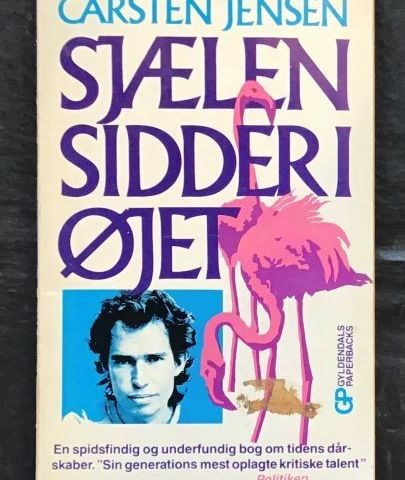 CARSTEN JENSEN
SJÆLEN
SIDDER I
ØJET
GYLDENDALS
PAPERBACKS
GP
En spidsfindig og underfundig bog om tidens dår-
skaber. "Sin generations mest oplagte kritiske talent"
Politiken